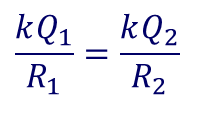 kQ₁/R₁ = kQ₂/R₂